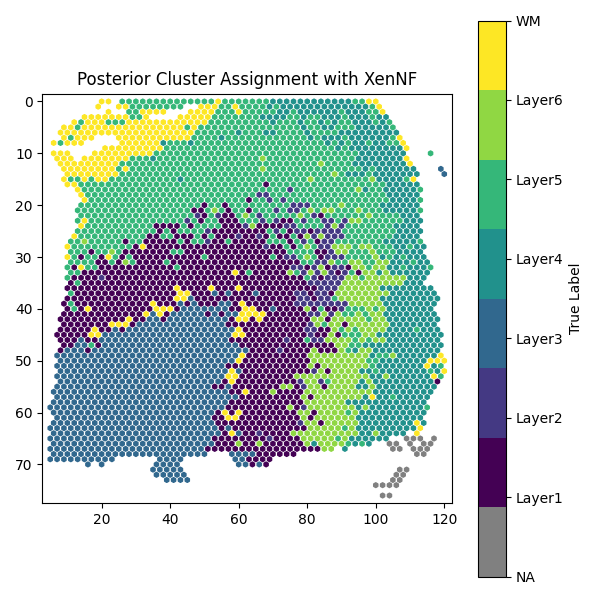 Posterior Cluster Assignment with XenNF
0
10
20
30
40
50
60
70
20
40
60
80
100
120
WM
Layer6
Layer5
Layer4
Layer3
Layer2
Layer1
NA
True Label